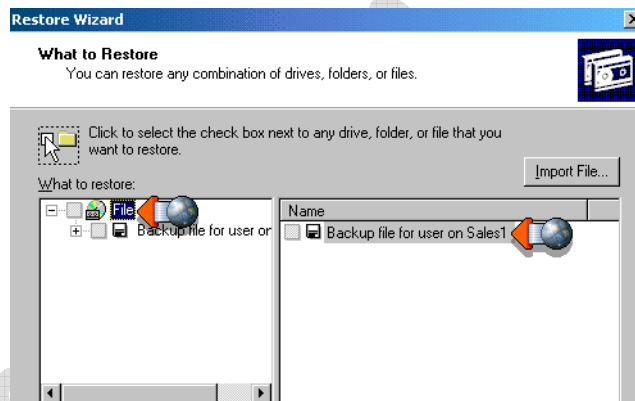 Restore Wizard
What to Restore
You can restore any combination of drives, folders, or files.
Click to select the check box next to any drive, folder, or file that you
want to restore.
Import File...
What to restore:
File
Backup file for user or
Name
Backup file for user on Sales1